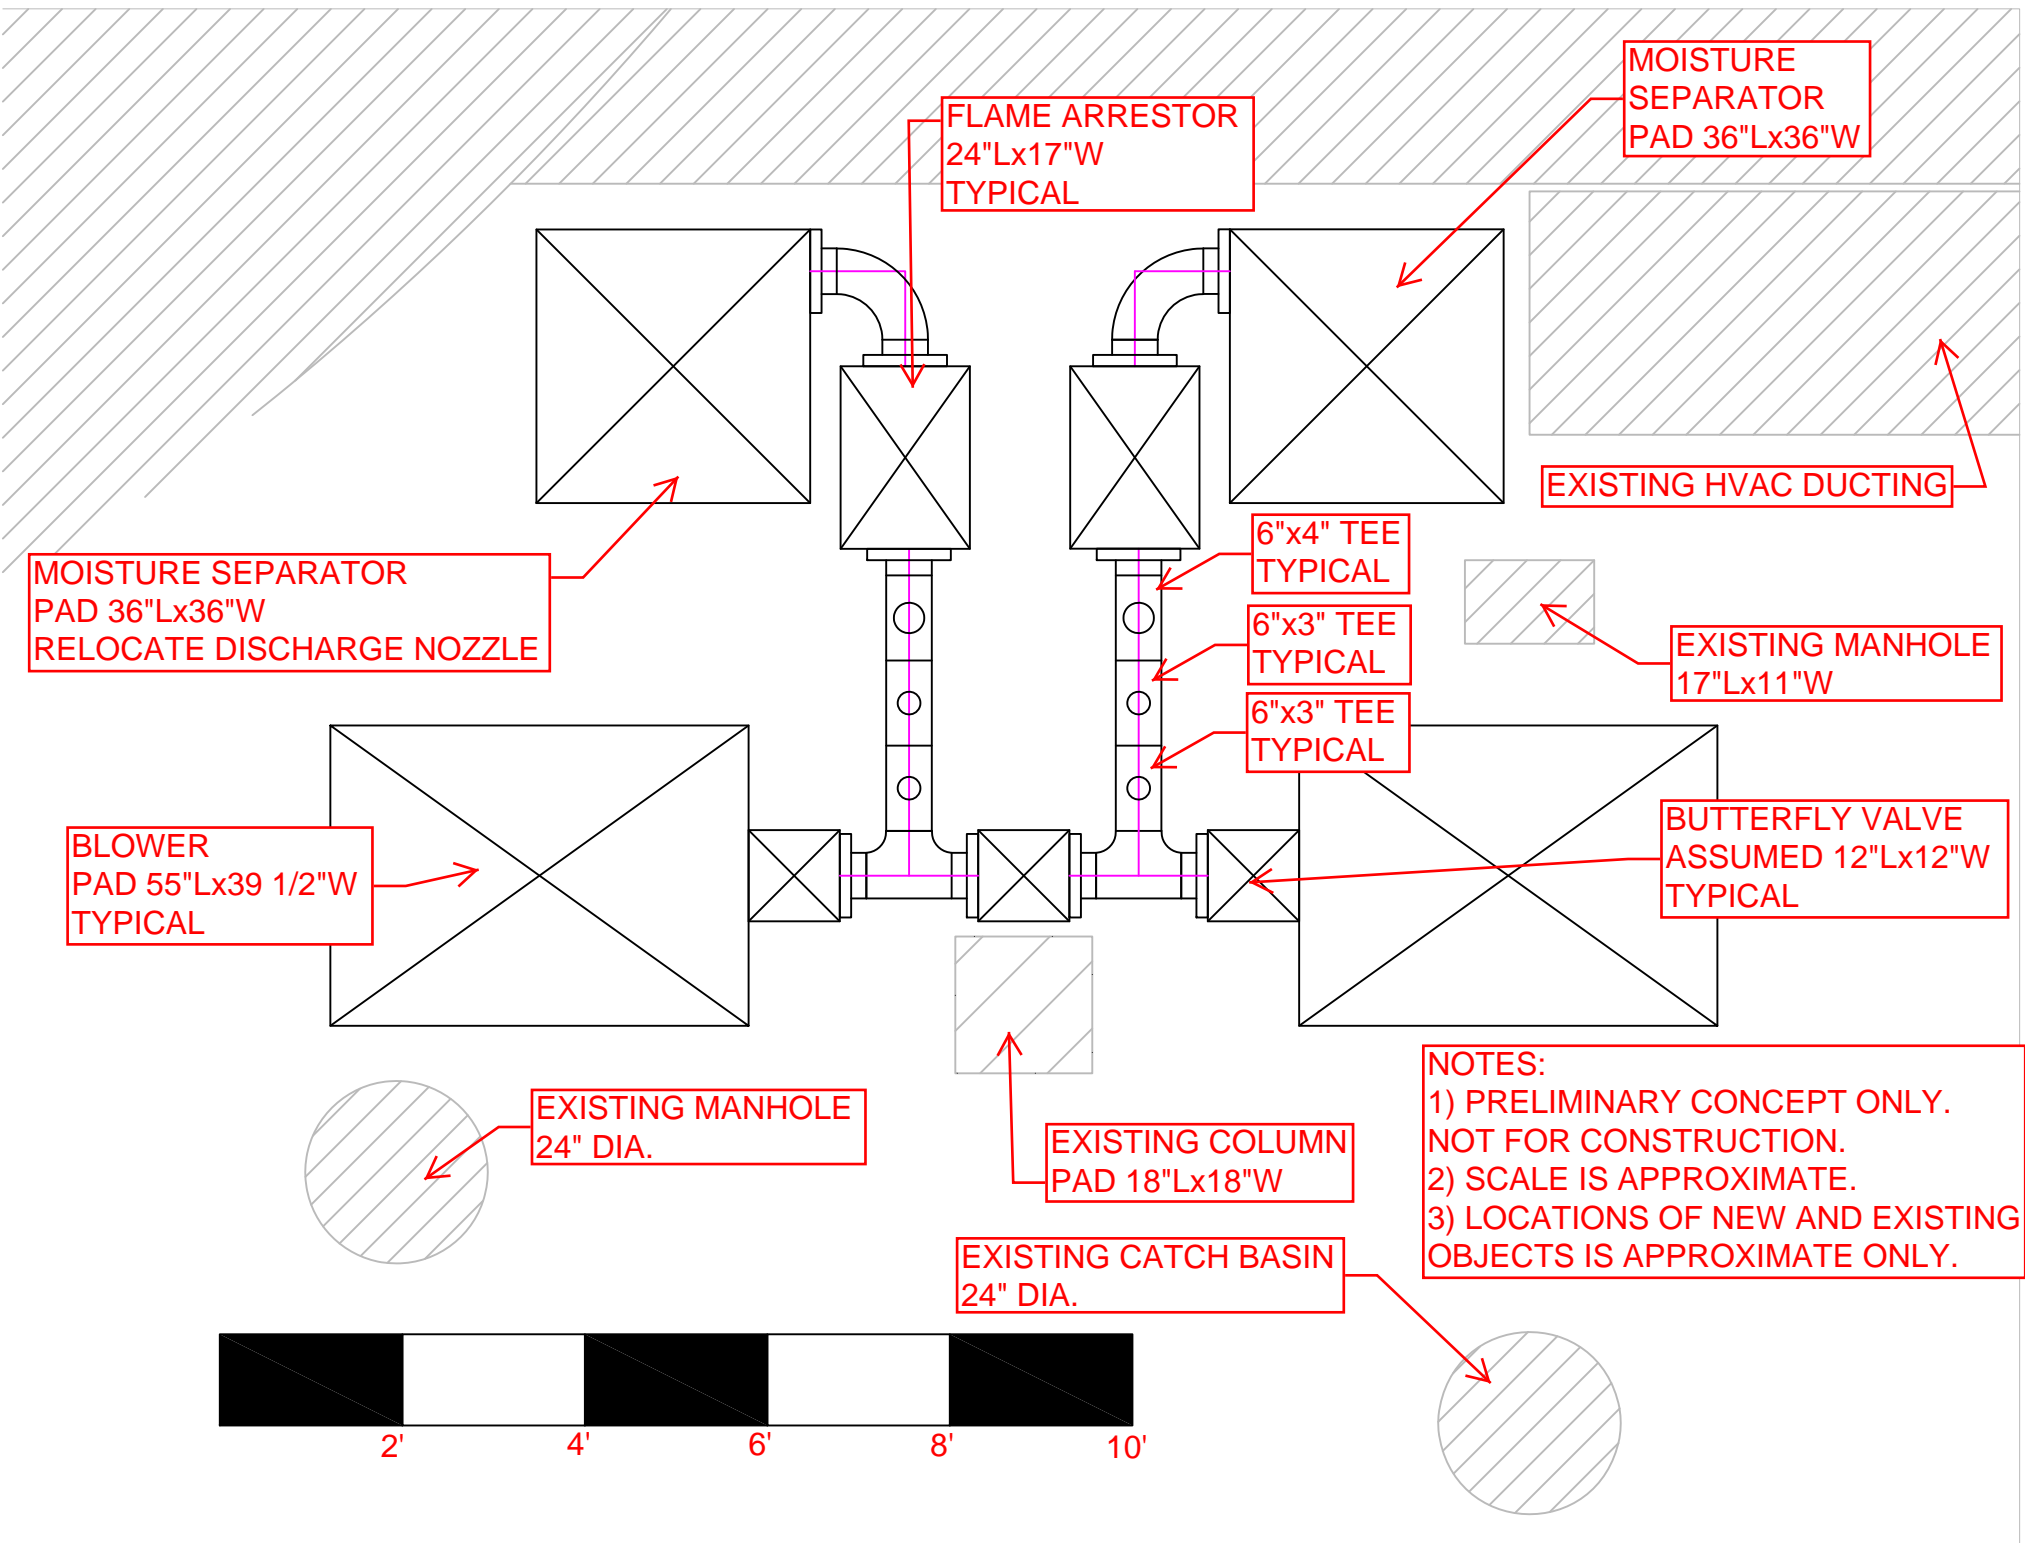 MOISTURE
SEPARATOR
PAD 36"Lx36"W
FLAME ARRESTOR
24"Lx17"W
TYPICAL
EXISTING HVAC DUCTING
6"x4" TEE
TYPICAL
MOISTURE SEPARATOR
PAD 36"Lx36"W
RELOCATE DISCHARGE NOZZLE
6"x3" TEE
TYPICAL
EXISTING MANHOLE
17"Lx11"W
6"x3" TEE
TYPICAL
BUTTERFLY VALVE
ASSUMED 12"Lx12"W
TYPICAL
BLOWER
PAD 55"Lx39 1/2"W
TYPICAL
NOTES:
1) PRELIMINARY CONCEPT ONLY.
NOT FOR CONSTRUCTION.
2) SCALE IS APPROXIMATE.
3) LOCATIONS OF NEW AND EXISTING
OBJECTS IS APPROXIMATE ONLY.
EXISTING MANHOLE
24" DIA.
EXISTING COLUMN
PAD 18"Lx18"W
EXISTING CATCH BASIN
24" DIA.
2' 4' 6' 8' 10'